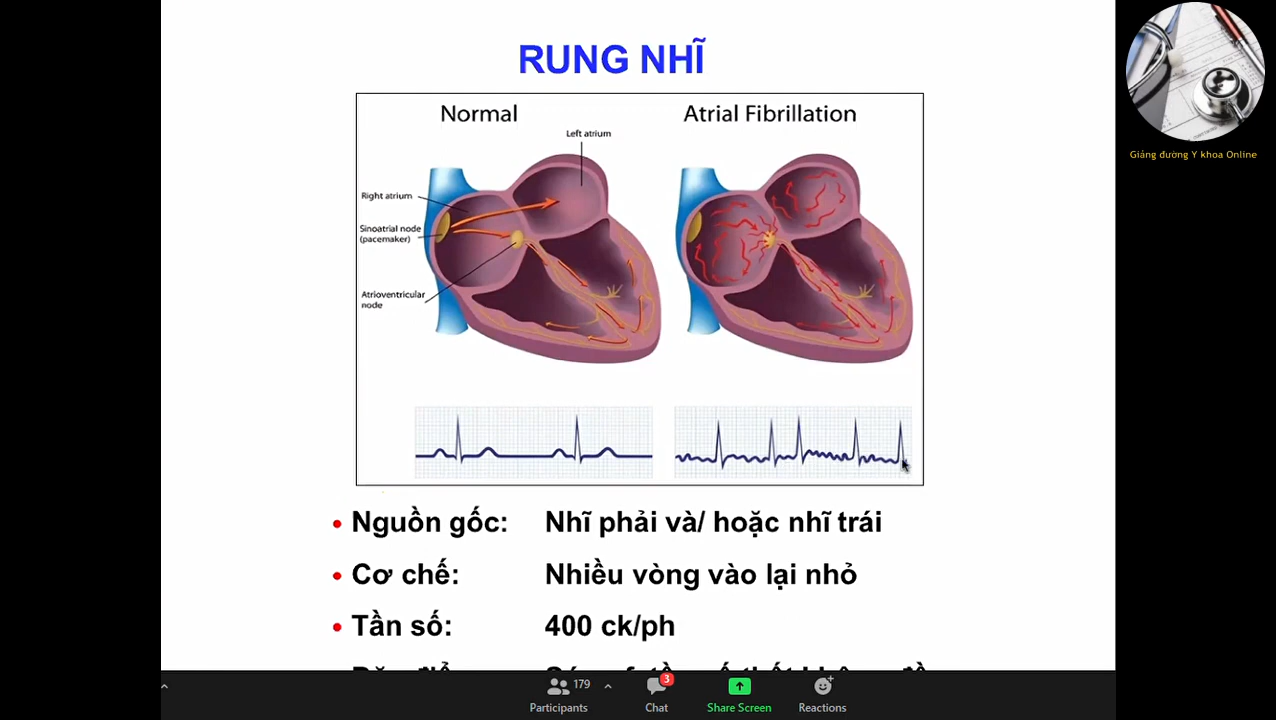 RUNG NHĨ
Normal
Atrial Fibrillation
Left atrium
Right atrium
Sinoatrial node
(pacemaker)
Atrioventricular
node
• Nguồn gốc: Nhĩ phải và/ hoặc nhĩ trái
• Cơ chế: Nhiều vòng vào lại nhỏ
• Tần số: 400 ck/ph
Giảng đường Y khoa Online
179
3
Participants
Chat
Share Screen
Reactions